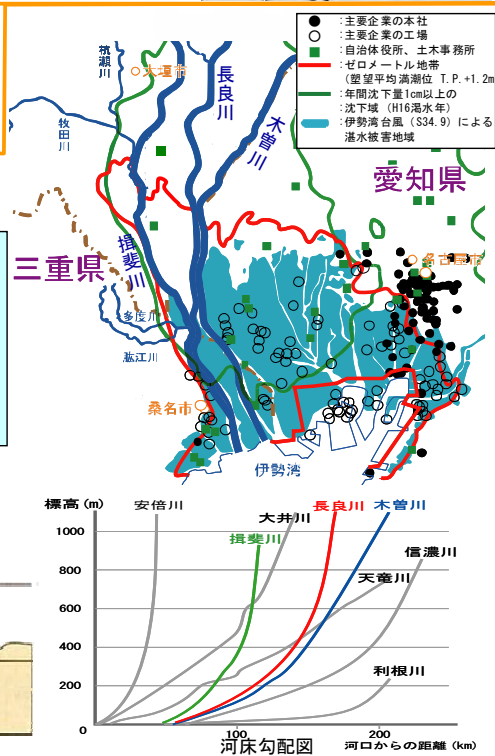 :主要企業の本社
:主要企業の工場
:自治体役所、土木事務所
:ゼロメートル地帯
(塑望平均満潮位 T.P.+1.2m
:年間沈下量1cm以上の
沈下域(H16渇水年)
:伊勢湾台風(S34.9)による
湛水被害地域
大垣市
牧田川
長良川
木曽川
愛知県
揖斐川
三重県
名古屋市
多度川
肱江川
桑名市
伊勢湾
標高(m)
安倍川
大井川
長良川
木曽川
揖斐川
信濃川
天竜川
利根川
1000
800
600
400
200
0
100
200
河口からの距離(km)
河床勾配図